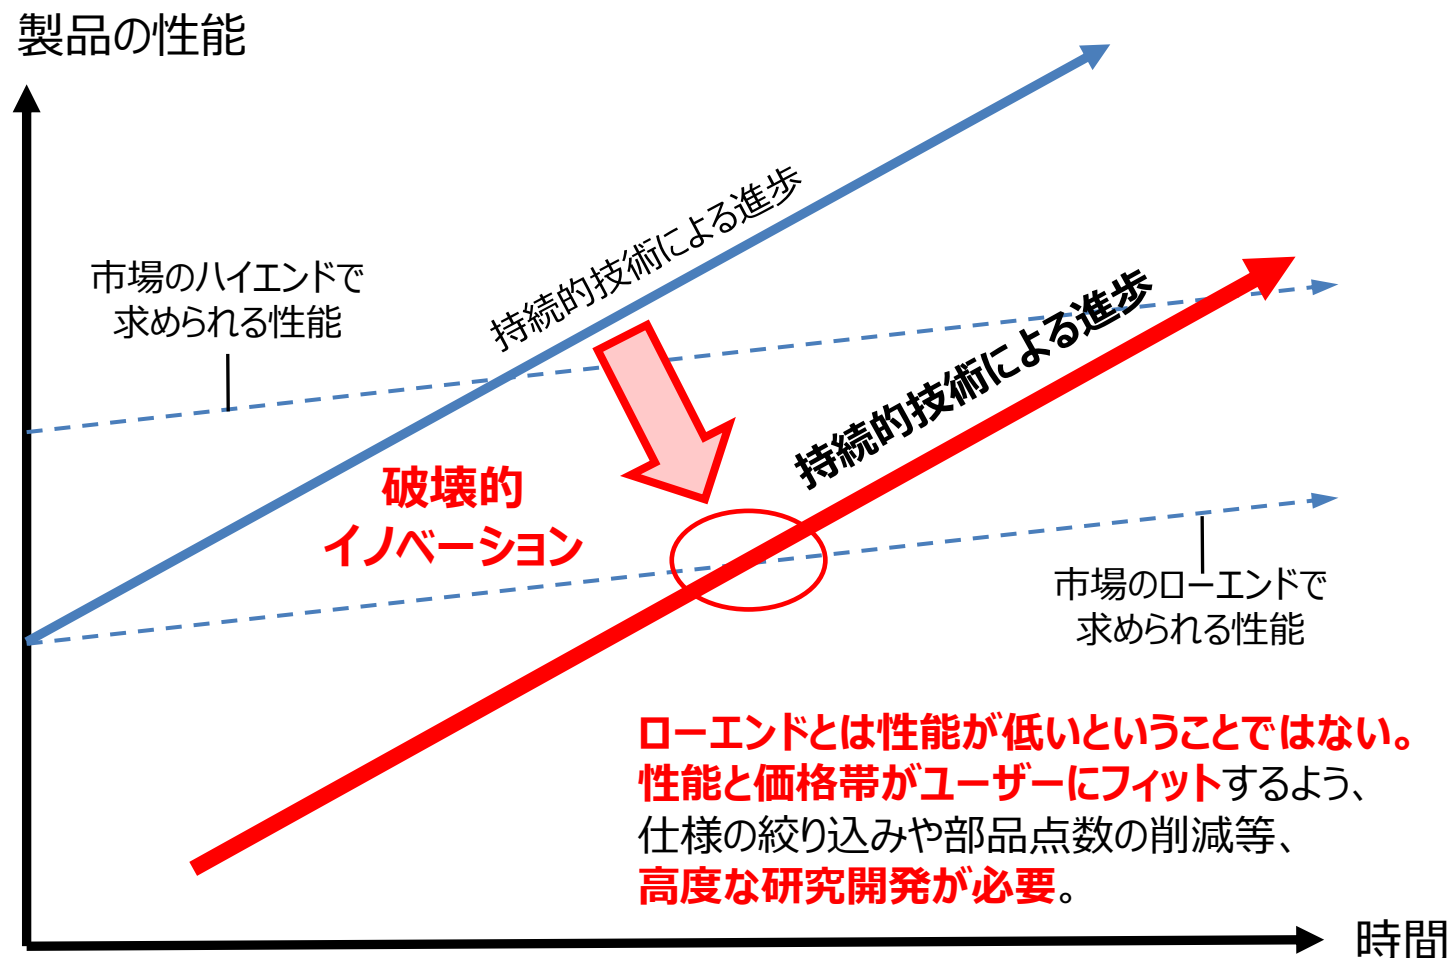 製品の性能
持続的技術による進歩
市場のハイエンドで
求められる性能
持続的技術による進歩
破壊的
イノベーション
市場のローエンドで
求められる性能
ローエンドとは性能が低いということではない。
性能と価格帯がユーザーにフィットするよう、
仕様の絞り込みや部品点数の削減等、
高度な研究開発が必要。
時間